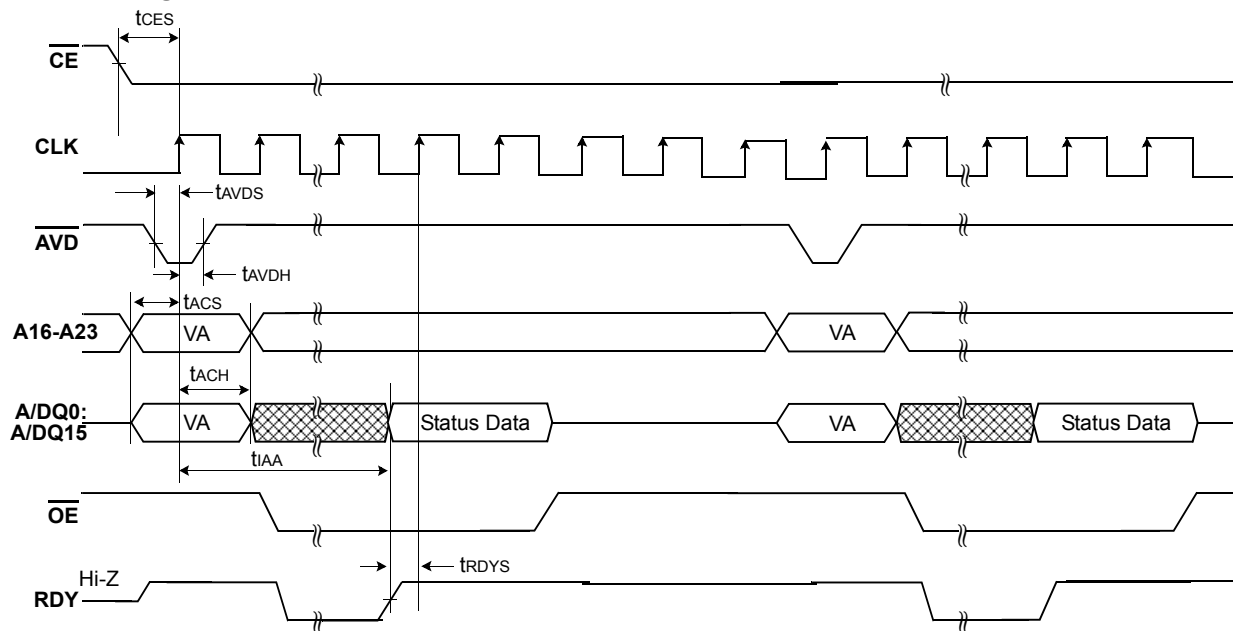 tCES
CE
CLK
tAVDS
AVD
tAVDH
tACS
A16-A23
VA
VA
tACH
A/DQ0:
A/DQ15
VA
Status Data
VA
Status Data
tIAA
OE
tRDYS
Hi-Z
RDY